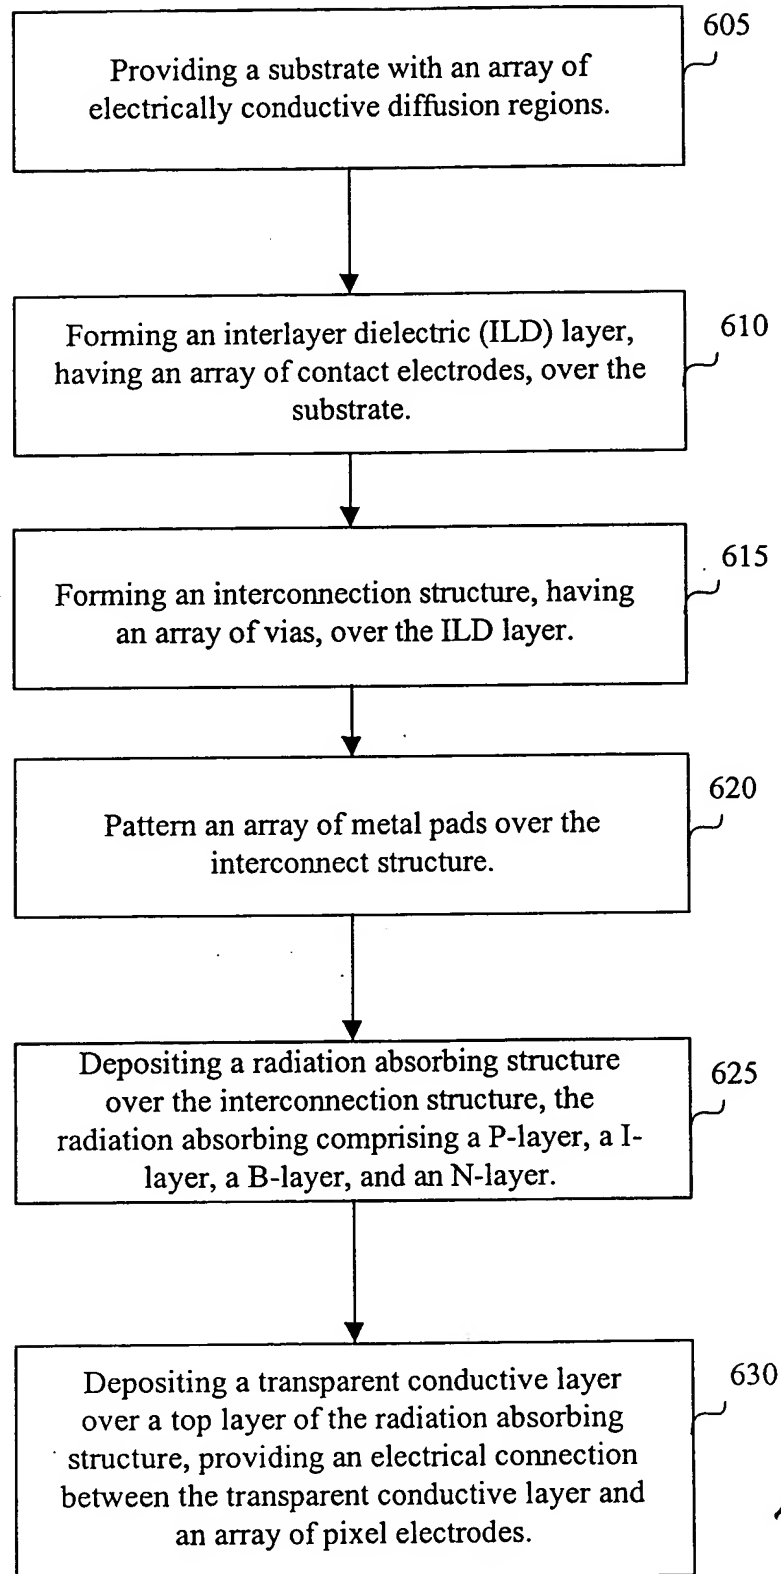 605
Providing a substrate with an array of
electrically conductive diffusion regions.
610
Forming an interlayer dielectric (ILD) layer,
having an array of contact electrodes, over the
substrate.
615
Forming an interconnection structure, having
an array of vias, over the ILD layer.
620
Pattern an array of metal pads over the
interconnect structure.
625
Depositing a radiation absorbing structure
over the interconnection structure, the
radiation absorbing comprising a P-layer, a I-
layer, a B-layer, and an N-layer.
630
Depositing a transparent conductive layer
over a top layer of the radiation absorbing
structure, providing an electrical connection
between the transparent conductive layer and
an array of pixel electrodes.